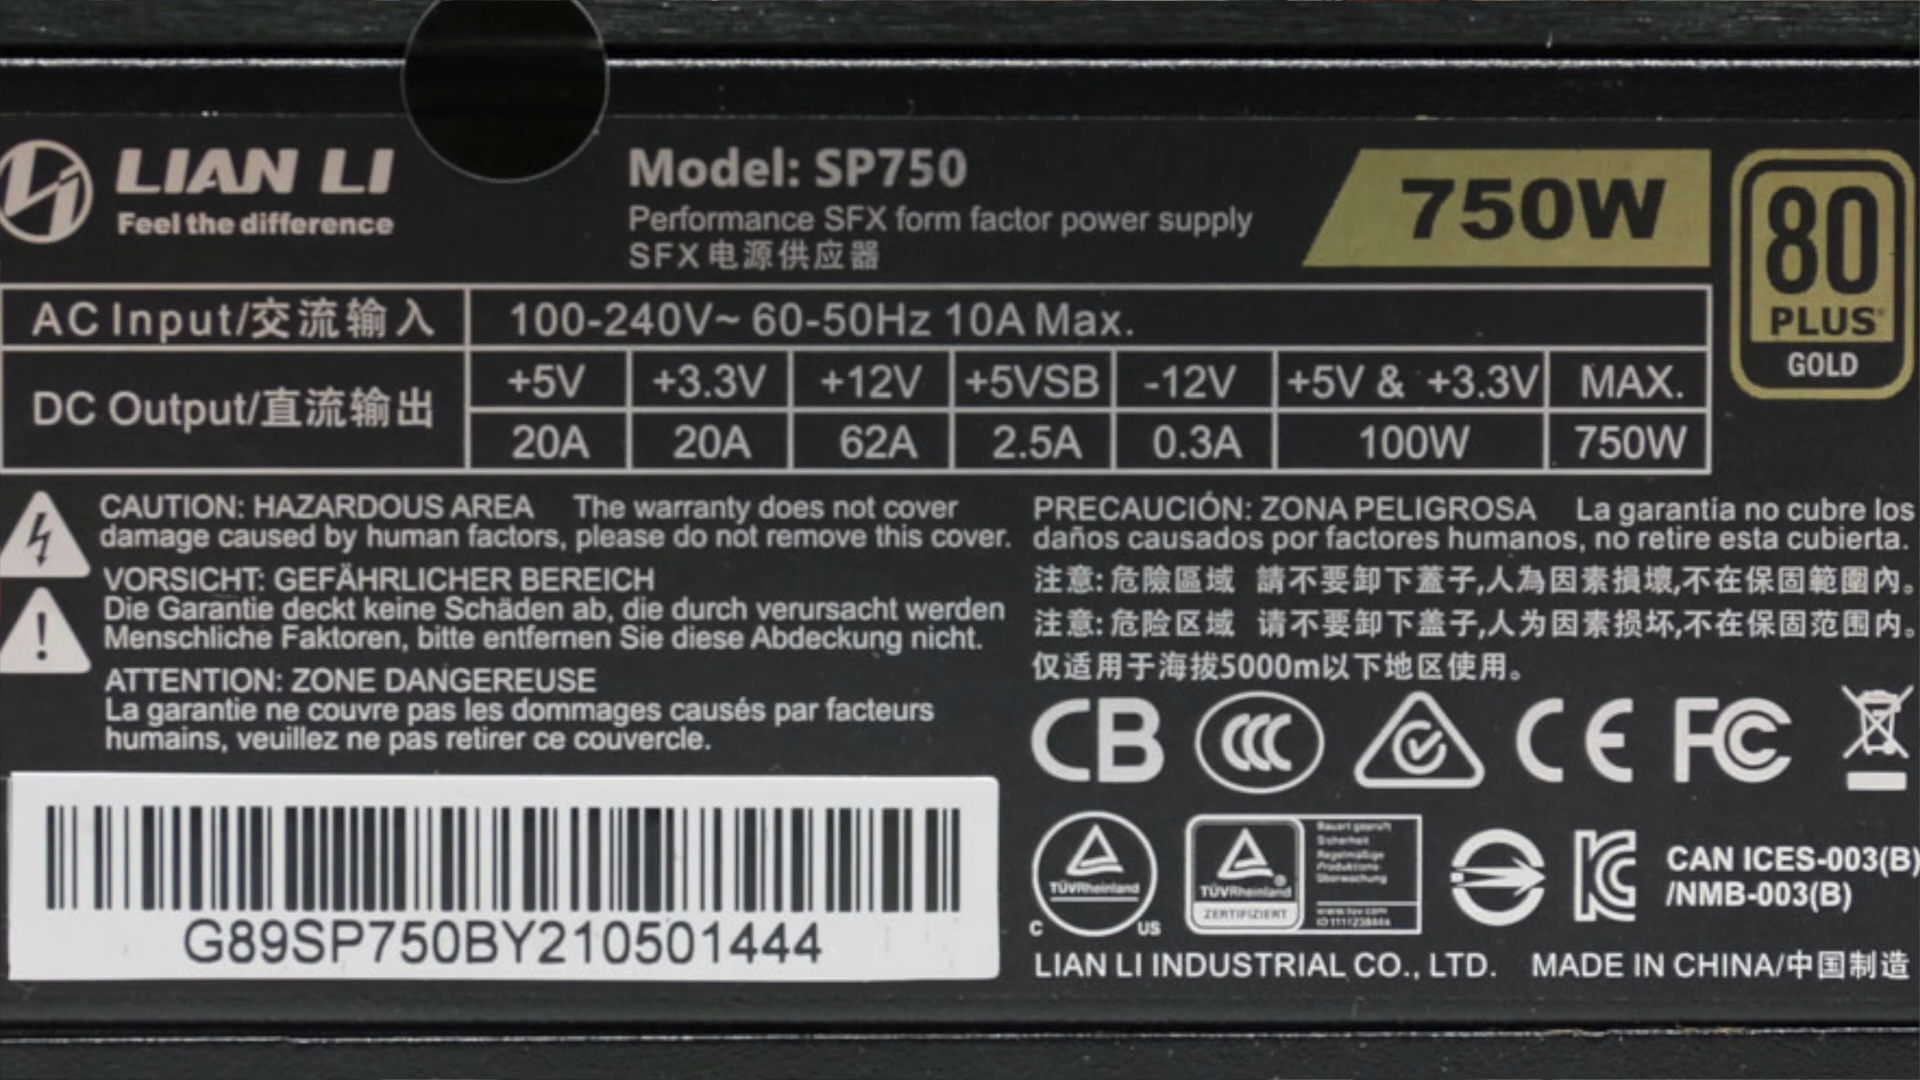 LIAN LI
Feel the difference
Model: SP750
Performance SFX form factor power supply
SFX 电源供应器
750W
80
PLUS
GOLD
AC Input/交流输入 100-240V~ 60-50Hz 10A Max.
DC Output/直流输出
+5V +3.3V +12V +5VSB -12V +5V & +3.3V MAX.
20A 20A 62A 2.5A 0.3A 100W 750W
CAUTION: HAZARDOUS AREA The warranty does not cover
damage caused by human factors, please do not remove this cover.
VORSICHT: GEFÄHRLICHER BEREICH
Die Garantie deckt keine Schäden ab, die durch verursacht werden
Menschliche Faktoren, bitte entfernen Sie diese Abdeckung nicht.
ATTENTION: ZONE DANGEREUSE
La garantie ne couvre pas les dommages causés par facteurs
humains, veuillez ne pas retirer ce couvercle.
G89SP750BY210501444
PRECAUCIÓN: ZONA PELIGROSA La garantía no cubre los
daños causados por factores humanos, no retire esta cubierta.
注意: 危險區域 請不要卸下蓋子,人為因素損壞,不在保固範圍內。
注意: 危险区域 请不要卸下盖子,人为因素损坏,不在保固范围内。
仅适用于海拔5000m以下地区使用。
CB CCC CE FC
TÜVRheinland
C US
TÜVRheinland®
ZERTIFIZIERT
Bauart geprüft
Sicherheit
Regelmäßige
Produktions-
überwachung
www.tuv.com
CAN ICES-003(B)
/NMB-003(B)
LIAN LI INDUSTRIAL CO., LTD. MADE IN CHINA/中国制造